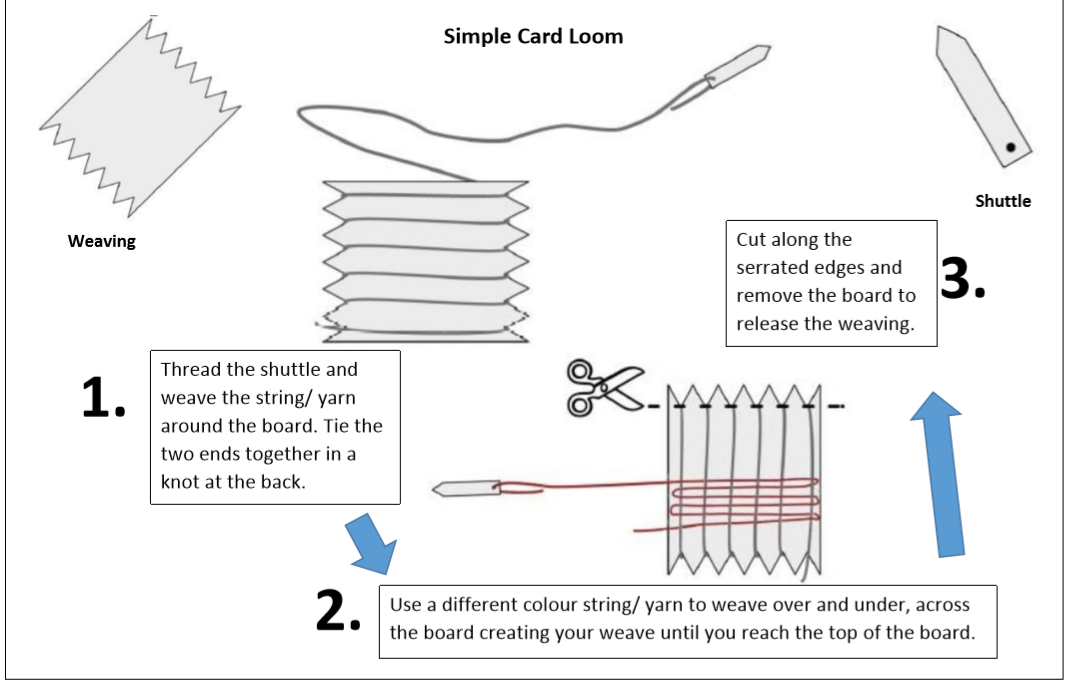 Simple Card Loom
Weaving
Shuttle
1.
Thread the shuttle and
weave the string/ yarn
around the board. Tie the
two ends together in a
knot at the back.
2.
Use a different colour string/ yarn to weave over and under, across
the board creating your weave until you reach the top of the board.
3.
Cut along the
serrated edges and
remove the board to
release the weaving.